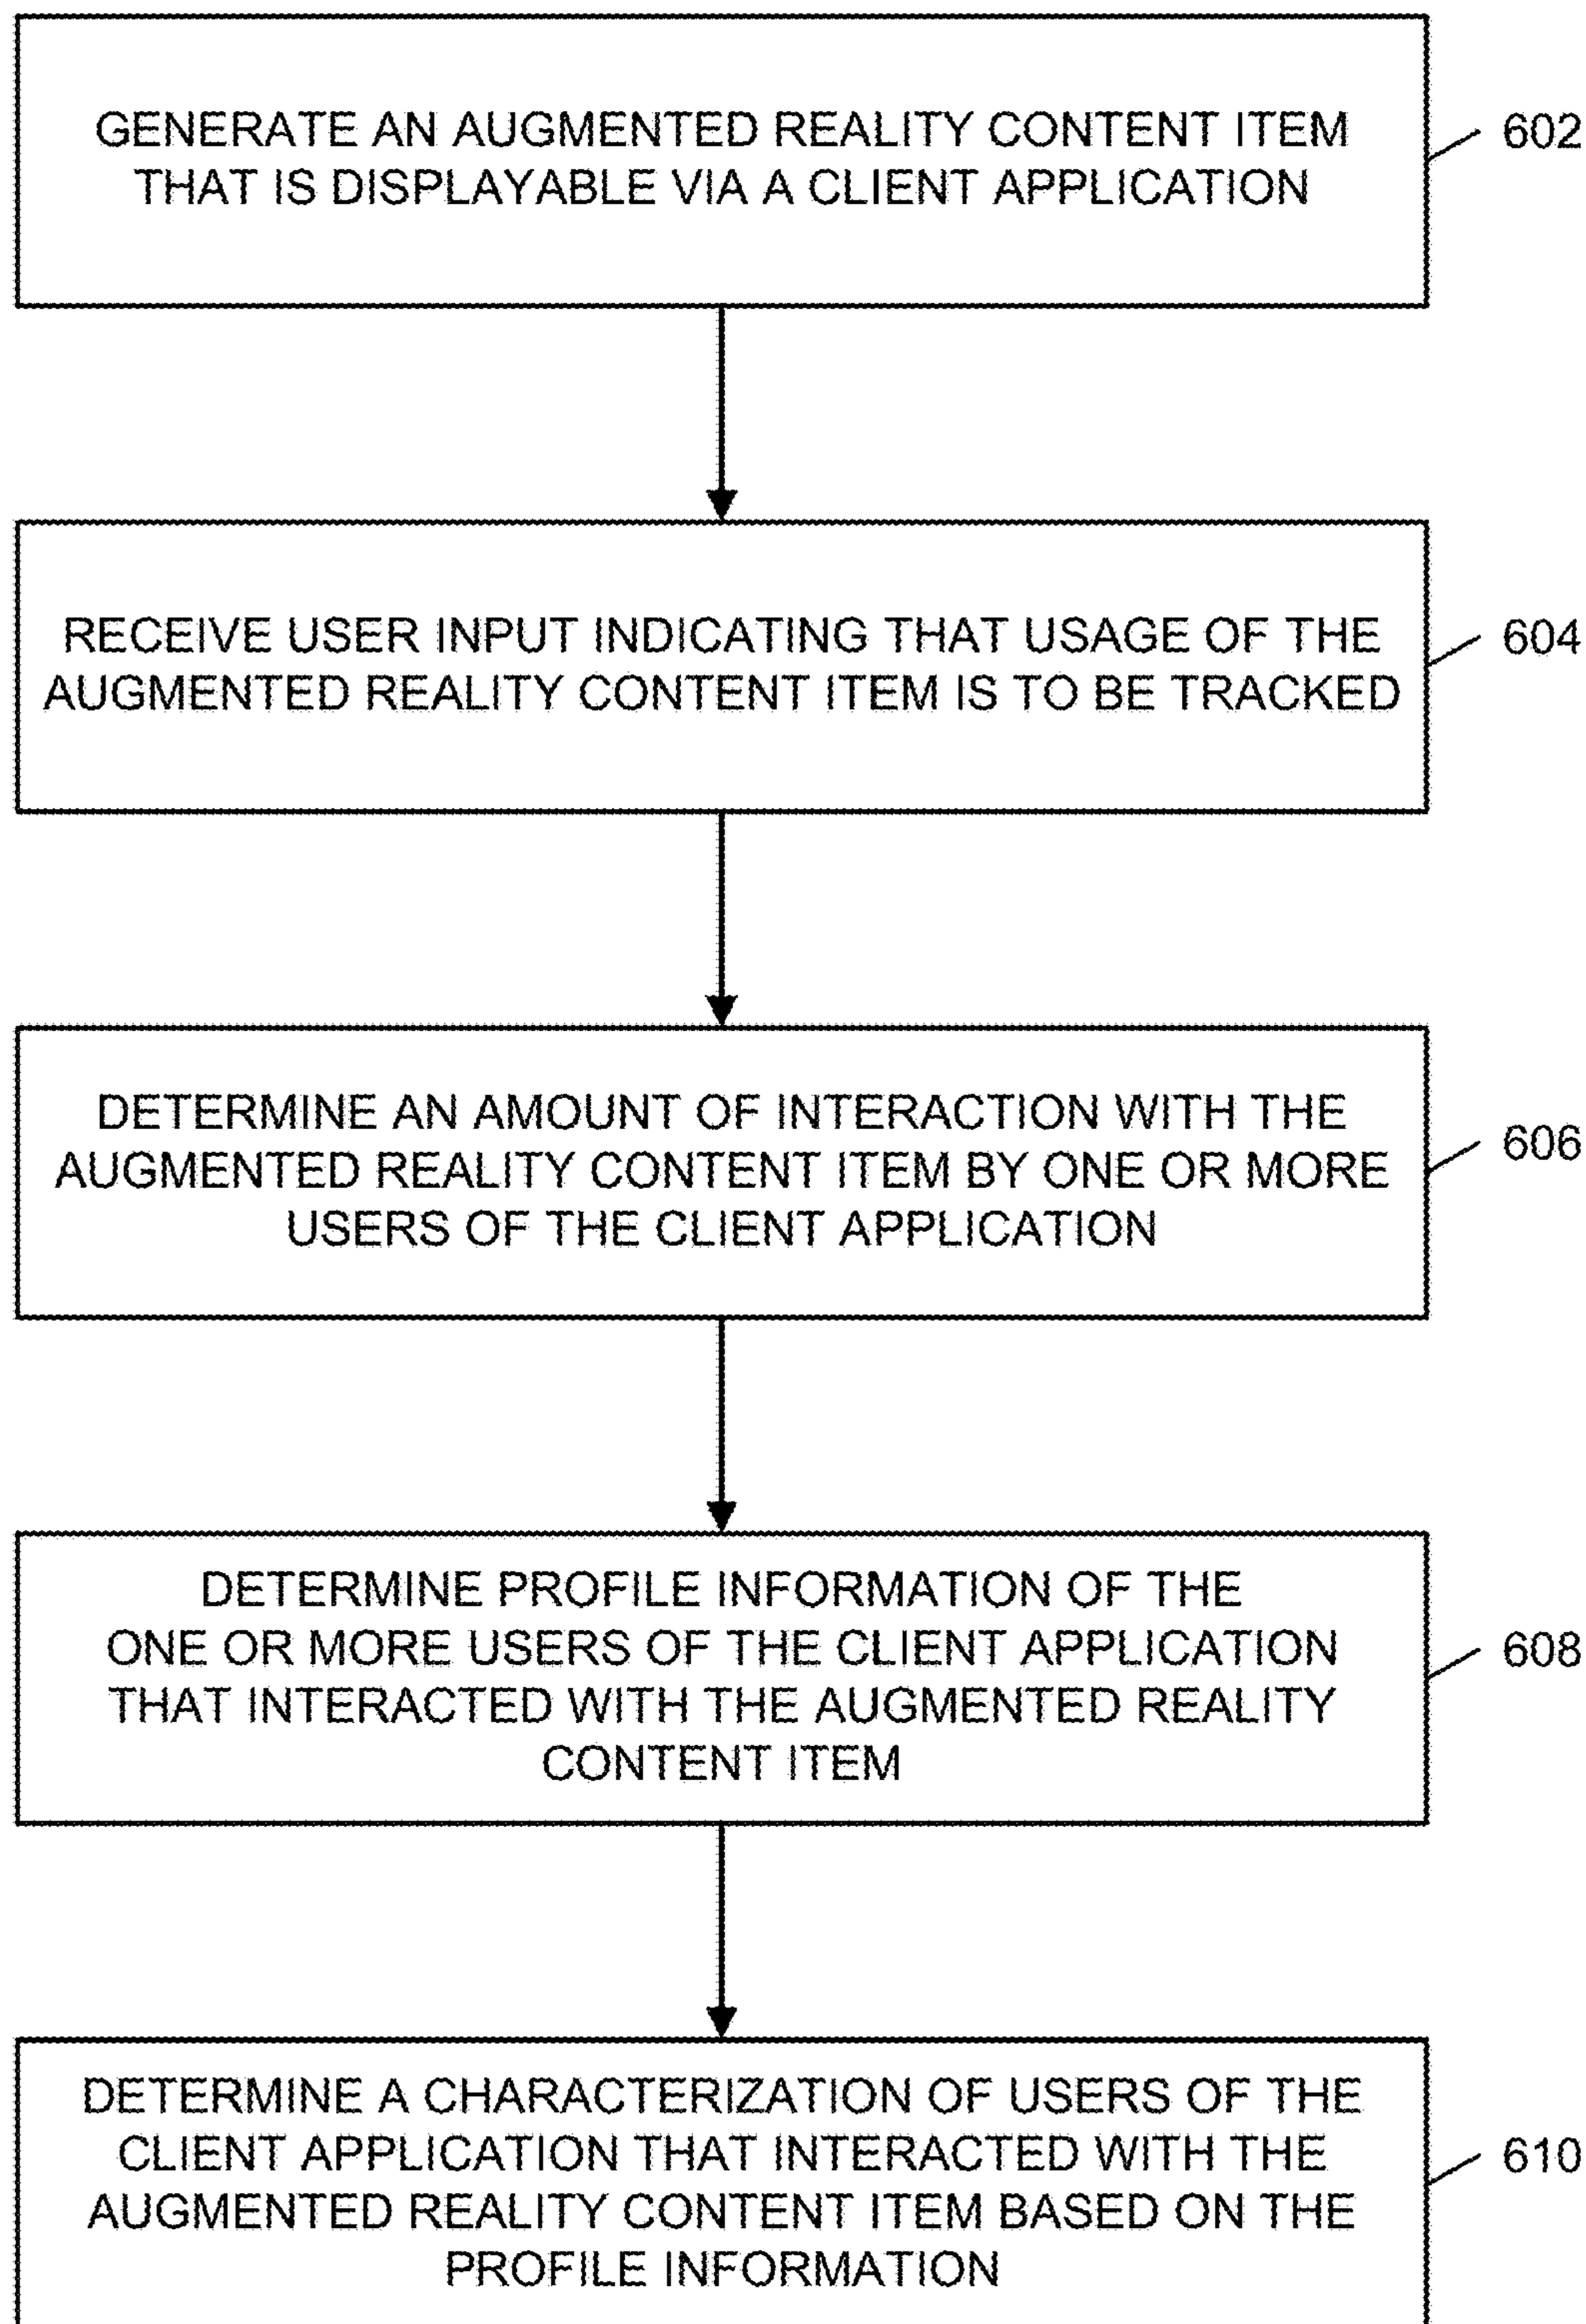 GENERATE AN AUGMENTED REALITY CONTENT ITEM
THAT IS DISPLAYABLE VIA A CLIENT APPLICATION
602
RECEIVE USER INPUT INDICATING THAT USAGE OF THE
AUGMENTED REALITY CONTENT ITEM IS TO BE TRACKED
604
DETERMINE AN AMOUNT OF INTERACTION WITH THE
AUGMENTED REALITY CONTENT ITEM BY ONE OR MORE
USERS OF THE CLIENT APPLICATION
606
DETERMINE PROFILE INFORMATION OF THE
ONE OR MORE USERS OF THE CLIENT APPLICATION
THAT INTERACTED WITH THE AUGMENTED REALITY
CONTENT ITEM
608
DETERMINE A CHARACTERIZATION OF USERS OF THE
CLIENT APPLICATION THAT INTERACTED WITH THE
AUGMENTED REALITY CONTENT ITEM BASED ON THE
PROFILE INFORMATION
610